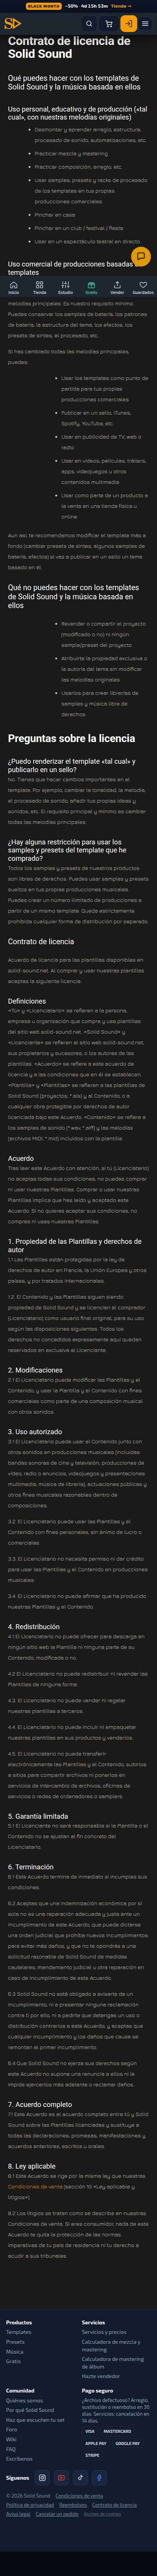 BLACK MONTH -50% 4d 15h 53m Tienda →
Contrato de licencia de
Solid Sound
Qué puedes hacer con los templates de
Solid Sound y la música basada en ellos
Uso personal, educativo y de producción («tal
cual», con nuestras melodías originales)
Desmontar y aprender arreglo, estructura,
procesado de sonido, automatizaciones, etc.
Practicar mezcla y mastering
Practicar composición, arreglo, etc.
Usar samples, presets y racks de procesado
de los templates en sus propias
producciones comerciales
Pinchar en casa
Pinchar en un club / festival / fiesta
Usar en un espectáculo teatral en directo
Uso comercial de producciones basadas
templates
Inicio
Tienda
Estudio
Gratis
Vender
Guardados
melodías principales. Es nuestro requisito mínimo.
Puedes conservar los samples de batería, los patrones
de batería, la estructura del tema, los efectos, los
presets de sintes, el procesado, etc.
Si has cambiado todas las melodías principales,
puedes:
Usar los templates como punto de
partida para tus propias
producciones comerciales
Publicar en un sello, iTunes,
Spotify, YouTube, etc.
Usar en publicidad de TV, web o
radio
Usar en vídeos, películas, tráilers,
apps, videojuegos u otros
contenidos multimedia
Usar como parte de un producto a
la venta en una tienda física u
online
Aun así, te recomendamos modificar el template más a
fondo (cambiar presets de sintes, algunos samples de
batería, efectos) si vas a publicar en un sello un tema
basado en él.
Qué no puedes hacer con los templates
de Solid Sound y la música basada en
ellos
Revender o compartir el proyecto
(modificado o no) ni ningún
sample/preset del proyecto
Atribuirte la propiedad exclusiva o
la autoría del tema sin modificar
las melodías originales
Usarlos para crear librerías de
samples y música libre de
derechos
Preguntas sobre la licencia
¿Puedo renderizar el template «tal cual» y
publicarlo en un sello?
No. Tienes que hacer cambios importantes en el
template. Por ejemplo, cambiar la tonalidad, la melodía,
el procesado de sonido, añadir tus propias ideas y
sonidos, etc. El requisito principal y mínimo es cambiar
todas las melodías principales.
¿Hay alguna restricción para usar los
samples y presets del template que he
comprado?
Todos los samples y presets de nuestros productos
son libres de derechos. Puedes usar samples y presets
sueltos en tus propias producciones musicales.
Puedes crear un número ilimitado de producciones
para cualquier uso comercial. Queda estrictamente
prohibida cualquier forma de distribución por separado.
Contrato de licencia
Acuerdo de licencia para las plantillas disponibles en
solid-sound.net. Al comprar y usar nuestras plantillas
aceptas la siguiente licencia:
Definiciones
«Tú» y «Licenciatario» se refieren a la persona,
empresa u organización que compra y usa plantillas
del sitio web solid-sound.net. «Solid Sound» y
«Licenciante» se refieren al sitio web solid-sound.net,
sus propietarios y sucesores, o los autores de las
plantillas. «Acuerdo» se refiere a este acuerdo de
licencia y a las condiciones que en él se establecen.
«Plantilla» y «Plantillas» se refieren a las plantillas de
Solid Sound (proyectos: *.als) y al Contenido, o a
cualquier obra protegida por derechos de autor
licenciada bajo este Acuerdo. «Contenido» se refiere a
los samples de sonido (*.wav, *.aiff) y las melodías
(archivos MIDI, *.mid) incluidos con la plantilla.
Acuerdo
Tras leer este Acuerdo con atención, si tú (Licenciatario)
no aceptas todas sus condiciones, no puedes comprar
ni usar nuestras Plantillas. Comprar o usar nuestras
Plantillas implica que has leído y aceptado este
Acuerdo. Si no quieres aceptar sus condiciones, no
compres ni uses nuestras Plantillas.
1. Propiedad de las Plantillas y derechos de
autor
1.1 Las Plantillas están protegidas por la ley de
derechos de autor en Francia, la Unión Europea y otros
países, y por tratados internacionales.
1.2. El Contenido y las Plantillas siguen siendo
propiedad de Solid Sound y se licencian al comprador
(Licenciatario) como usuario final original, para su uso
según las disposiciones siguientes. Todos los
derechos no concedidos expresamente aquí quedan
reservados en exclusiva al Licenciante.
2. Modificaciones
2.1 El Licenciatario puede modificar las Plantillas y el
Contenido, y usar la Plantilla y el Contenido con fines
comerciales como parte de una composición musical
con otros sonidos.
3. Uso autorizado
3.1 El Licenciatario puede usar el Contenido junto con
otros sonidos en producciones musicales (incluidas
bandas sonoras de cine y televisión, producciones de
vídeo, radio o anuncios, videojuegos y presentaciones
multimedia, música de librería), actuaciones públicas y
otros fines musicales razonables dentro de
composiciones.
3.2. El Licenciatario puede usar las Plantillas y el
Contenido con fines personales, sin ánimo de lucro o
comerciales.
3.3. El Licenciatario no necesita permiso ni dar crédito
para usar las Plantillas y el Contenido en producciones
musicales.
3.4. El Licenciatario no puede afirmar que ha producido
nuestras Plantillas y el Contenido.
4. Redistribución
4.1 El Licenciatario no puede ofrecer para descarga en
ningún sitio web la Plantilla ni ninguna parte de su
Contenido, modificada o no.
4.2 El Licenciatario no puede redistribuir ni revender las
Plantillas de ninguna forma.
4.3. El Licenciatario no puede vender ni regalar
nuestras plantillas a terceros.
4.4. El Licenciatario no puede incluir ni empaquetar
nuestras plantillas en sus productos y venderlos.
4.5. El Licenciatario no puede transferir
electrónicamente las Plantillas y el Contenido, subirlos
a sitios para compartir archivos ni ponerlos en
servicios de intercambio de archivos, oficinas de
servicios o redes de ordenadores o samplers.
5. Garantía limitada
5.1 El Licenciante no será responsable si la Plantilla o el
Contenido no se ajustan al fin concreto del
Licenciatario.
6. Terminación
6.1 Este Acuerdo termina de inmediato si incumples sus
condiciones.
6.2 Aceptas que una indemnización económica por sí
sola no es una reparación adecuada y justa ante un
incumplimiento de este Acuerdo, que puede dictarse
una orden judicial que prohíba nuevos incumplimientos
para evitar más daños, y que no te opondrás a una
solicitud razonable de Solid Sound de medidas
cautelares, mandamiento judicial u otra reparación en
caso de incumplimiento de este Acuerdo.
6.3 Solid Sound no está obligado a avisarte de un
incumplimiento, ni a pedirte en otros momentos que
dejes de usar el Contenido o que detengas un uso o
distribución contrarios a este Acuerdo, y aceptas que
cualquier incumplimiento y los daños que cause se
remontan al primer incumplimiento.
6.4 Que Solid Sound no ejerza sus derechos según
este Acuerdo no supone una renuncia a ellos ni le
impide ejercerlos más adelante o reclamar daños.
7. Acuerdo completo
7.1 Este Acuerdo es el acuerdo completo entre tú y Solid
Sound sobre las Plantillas licenciadas y sustituye a
todas las declaraciones, promesas, manifestaciones y
acuerdos anteriores, escritos u orales.
8. Ley aplicable
8.1 Este Acuerdo se rige por la misma ley que nuestras
Condiciones de venta (sección 13 «Ley aplicable y
litigios»).
8.2 Los litigios se tratan como se describe en nuestras
Condiciones de venta. Si eres consumidor, nada de este
Acuerdo te quita la protección de las normas
imperativas de tu país de residencia ni tu derecho a
acudir a sus tribunales.
Productos
Templates
Presets
Música
Gratis
Servicios
Servicios y precios
Calculadora de mezcla y
mastering
Calculadora de mastering
de álbum
Hazte vendedor
Comunidad
Quiénes somos
Por qué Solid Sound
Haz que escuchen tu set
Foro
Wiki
FAQ
Escríbenos
Pago seguro
¿Archivo defectuoso? Arreglo,
sustitución o reembolso en 30
días. Servicios: cancelación en
14 días.
VISA
MASTERCARD
APPLE PAY
GOOGLE PAY
STRIPE
Síguenos
© 2026 Solid Sound
Condiciones de venta
Política de privacidad
Reembolsos
Contrato de licencia
Aviso legal
Cancelar un pedido
Ajustes de cookies